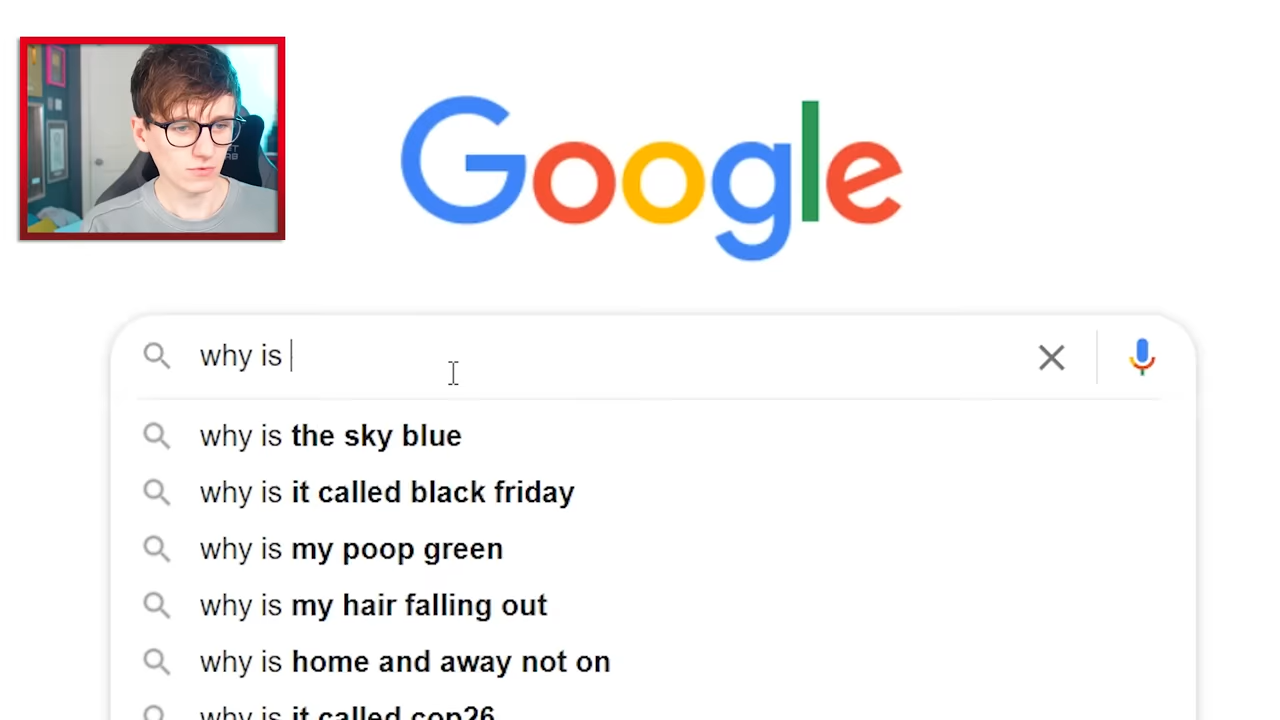 Google
why is
why is the sky blue
why is it called black friday
why is my poop green
why is my hair falling out
why is home and away not on
why is it called cop26